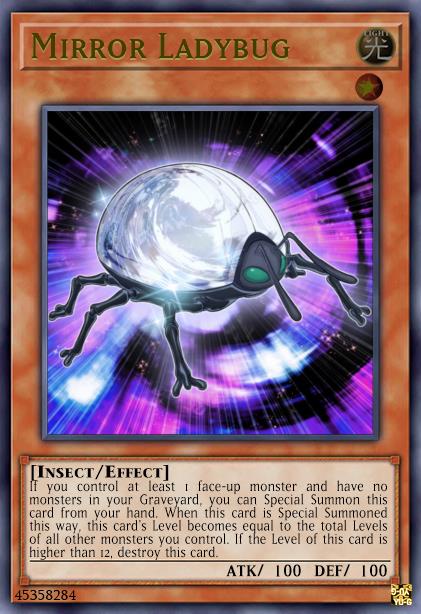 MIRROR LADYBUG
LIGHT
光
[INSECT/EFFECT]
If you control at least 1 face-up monster and have no
monsters in your Graveyard, you can Special Summon this
card from your hand. When this card is Special Summoned
this way, this card's Level becomes equal to the total Levels
of all other monsters you control. If the Level of this card is
higher than 12, destroy this card.
ATK/ 100 DEF/ 100
45358284